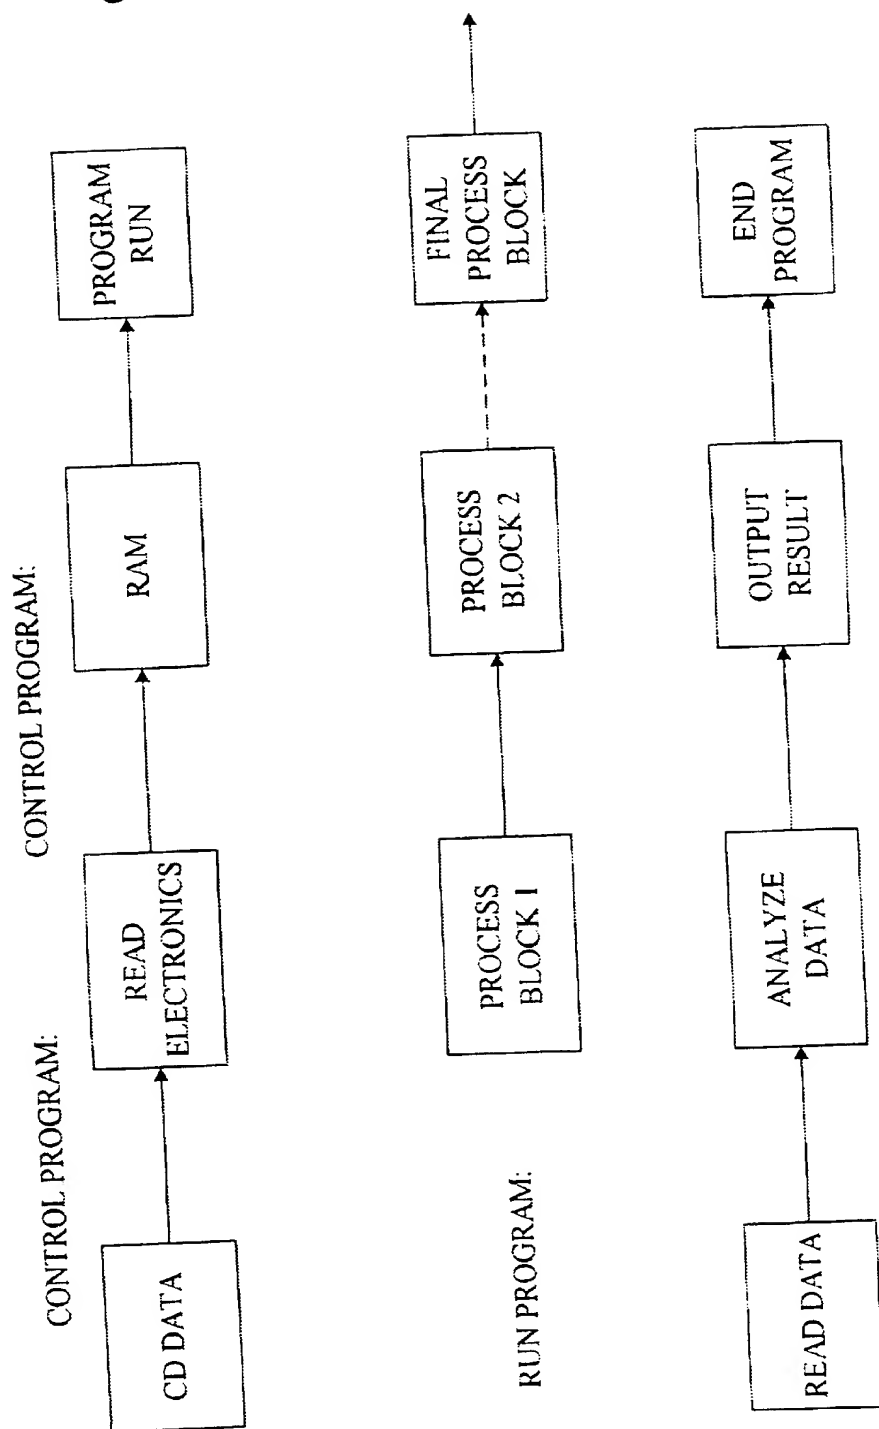 CONTROL PROGRAM:
CONTROL PROGRAM:
CD DATA
READ
ELECTRONICS
RAM
PROGRAM
RUN
RUN PROGRAM:
PROCESS
BLOCK 1
PROCESS
BLOCK 2
FINAL
PROCESS
BLOCK
READ DATA
ANALYZE
DATA
OUTPUT
RESULT
END
PROGRAM